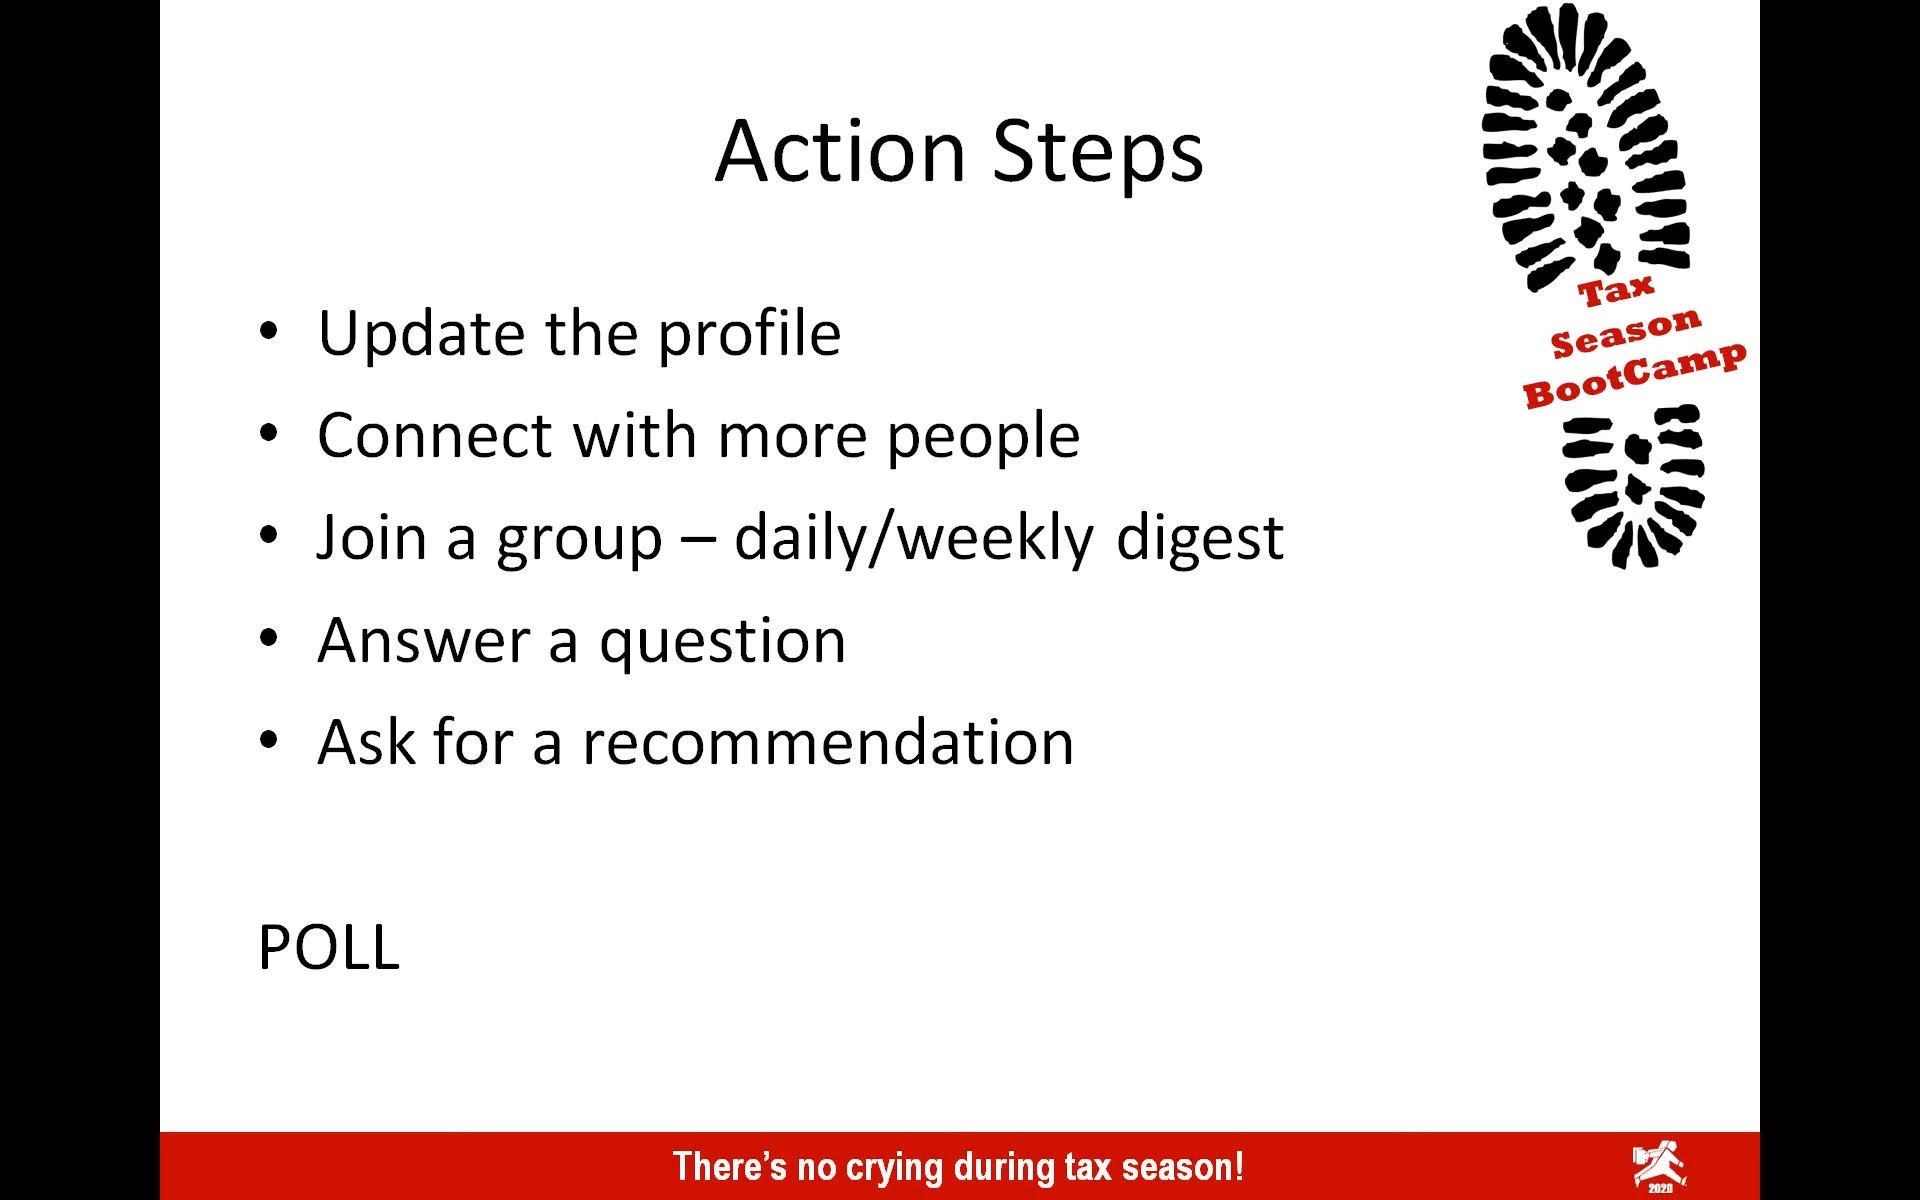 Action Steps
Tax
Season
BootCamp
• Update the profile
• Connect with more people
• Join a group – daily/weekly digest
• Answer a question
• Ask for a recommendation
POLL
There’s no crying during tax season!
2020